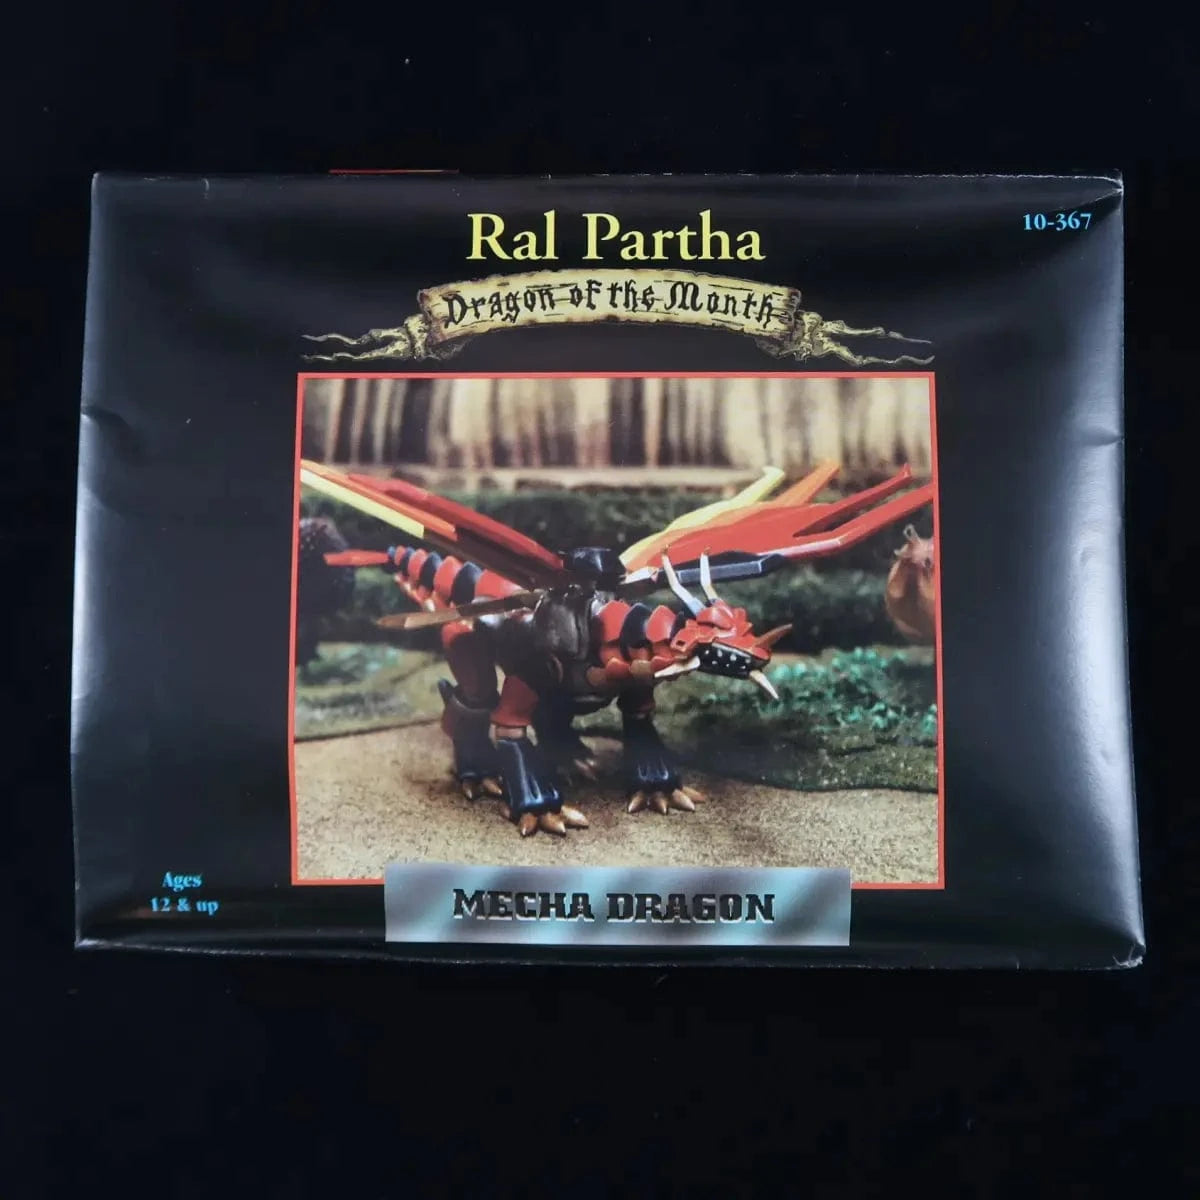 Ral Partha
10-367
Dragon of the Month
Ages
12 & up
MECHA DRAGON